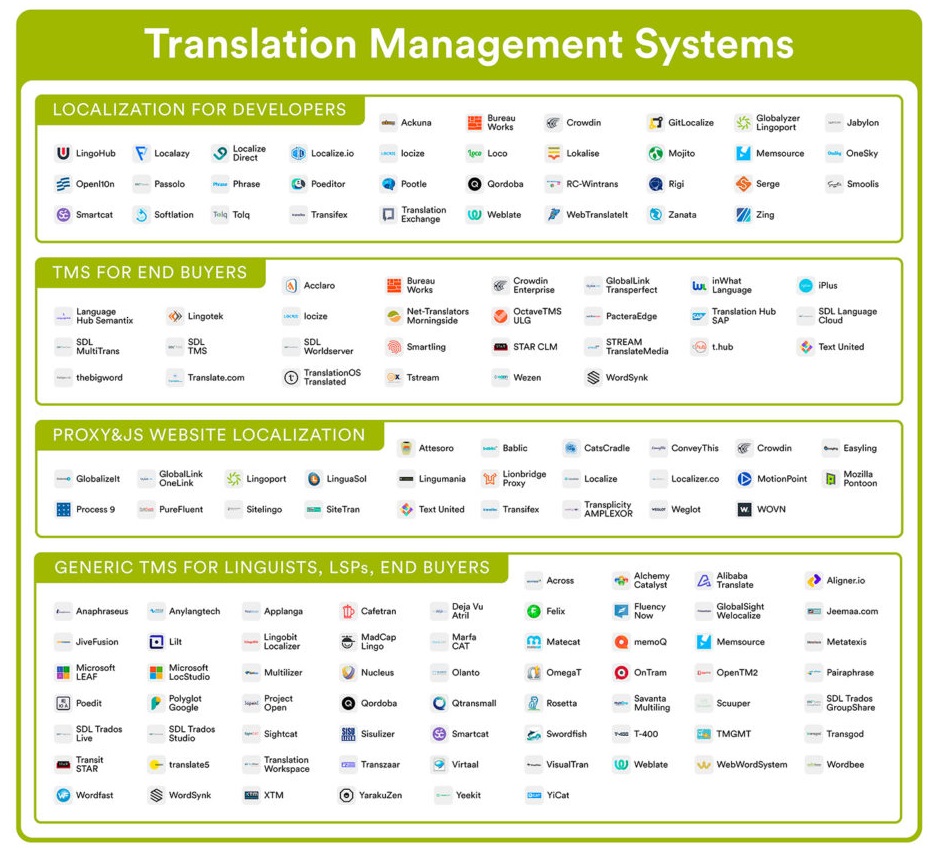 Translation Management Systems
LOCALIZATION FOR DEVELOPERS
Ackuna
Bureau
Works
Crowdin
GitLocalize
Globalyzer
Lingoport
Jabylon
LingoHub
Localazy
Localize
Direct
Localize.io
locize
Loco
Lokalise
Mojito
Memsource
OneSky
Openl10n
Passolo
Phrase
Poeditor
Pootle
Qordoba
RC-Wintrans
Rigi
Serge
Smoolis
Smartcat
Softlation
Tolq
Transifex
Translation
Exchange
Weblate
WebTranslateIt
Zanata
Zing
TMS FOR END BUYERS
Acclaro
Bureau
Works
Crowdin
Enterprise
GlobalLink
Transperfect
inWhat
Language
iPlus
Language
Hub Semantix
Lingotek
locize
Net-Translators
Morningside
OctaveTMS
ULG
PacteraEdge
Translation Hub
SAP
SDL Language
Cloud
SDL
MultiTrans
SDL
TMS
SDL
Worldserver
Smartling
STAR CLM
STREAM
TranslateMedia
t.hub
Text United
thebigword
Translate.com
TranslationOS
Translated
Tstream
Wezen
WordSynk
PROXY&JS WEBSITE LOCALIZATION
Attesoro
Bablic
CatsCradle
ConveyThis
Crowdin
Easyling
GlobalizeIt
GlobalLink
OneLink
Lingoport
LinguaSol
Lingumania
Lionbridge
Proxy
Localize
Localizer.co
MotionPoint
Mozilla
Pontoon
Process 9
PureFluent
Sitelingo
SiteTran
Text United
Transifex
Transplicity
AMPLEXOR
Weglot
WOVN
GENERIC TMS FOR LINGUISTS, LSPs, END BUYERS
Across
Alchemy
Catalyst
Alibaba
Translate
Aligner.io
Anaphraseus
Anylangtech
Applanga
Cafetran
Deja Vu
Atril
Felix
Fluency
Now
GlobalSight
Welocalize
Jeemaa.com
JiveFusion
Lilt
Lingobit
Localizer
MadCap
Lingo
Marfa
CAT
Matecat
memoQ
Memsource
Metatexis
Microsoft
LEAF
Microsoft
LocStudio
Multilizer
Nucleus
Olanto
OmegaT
OnTram
OpenTM2
Pairaphrase
Poedit
Polyglot
Google
Project
Open
Qordoba
Qtransmall
Rosetta
Savanta
Multiling
Scuuper
SDL Trados
GroupShare
SDL Trados
Live
SDL Trados
Studio
Sightcat
Sisulizer
Smartcat
Swordfish
T-400
TMGMT
Transgod
Transit
STAR
translate5
Translation
Workspace
Transzaar
Virtaal
VisualTran
Weblate
WebWordSystem
Wordbee
Wordfast
WordSynk
XTM
YarakuZen
Yeekit
YiCat